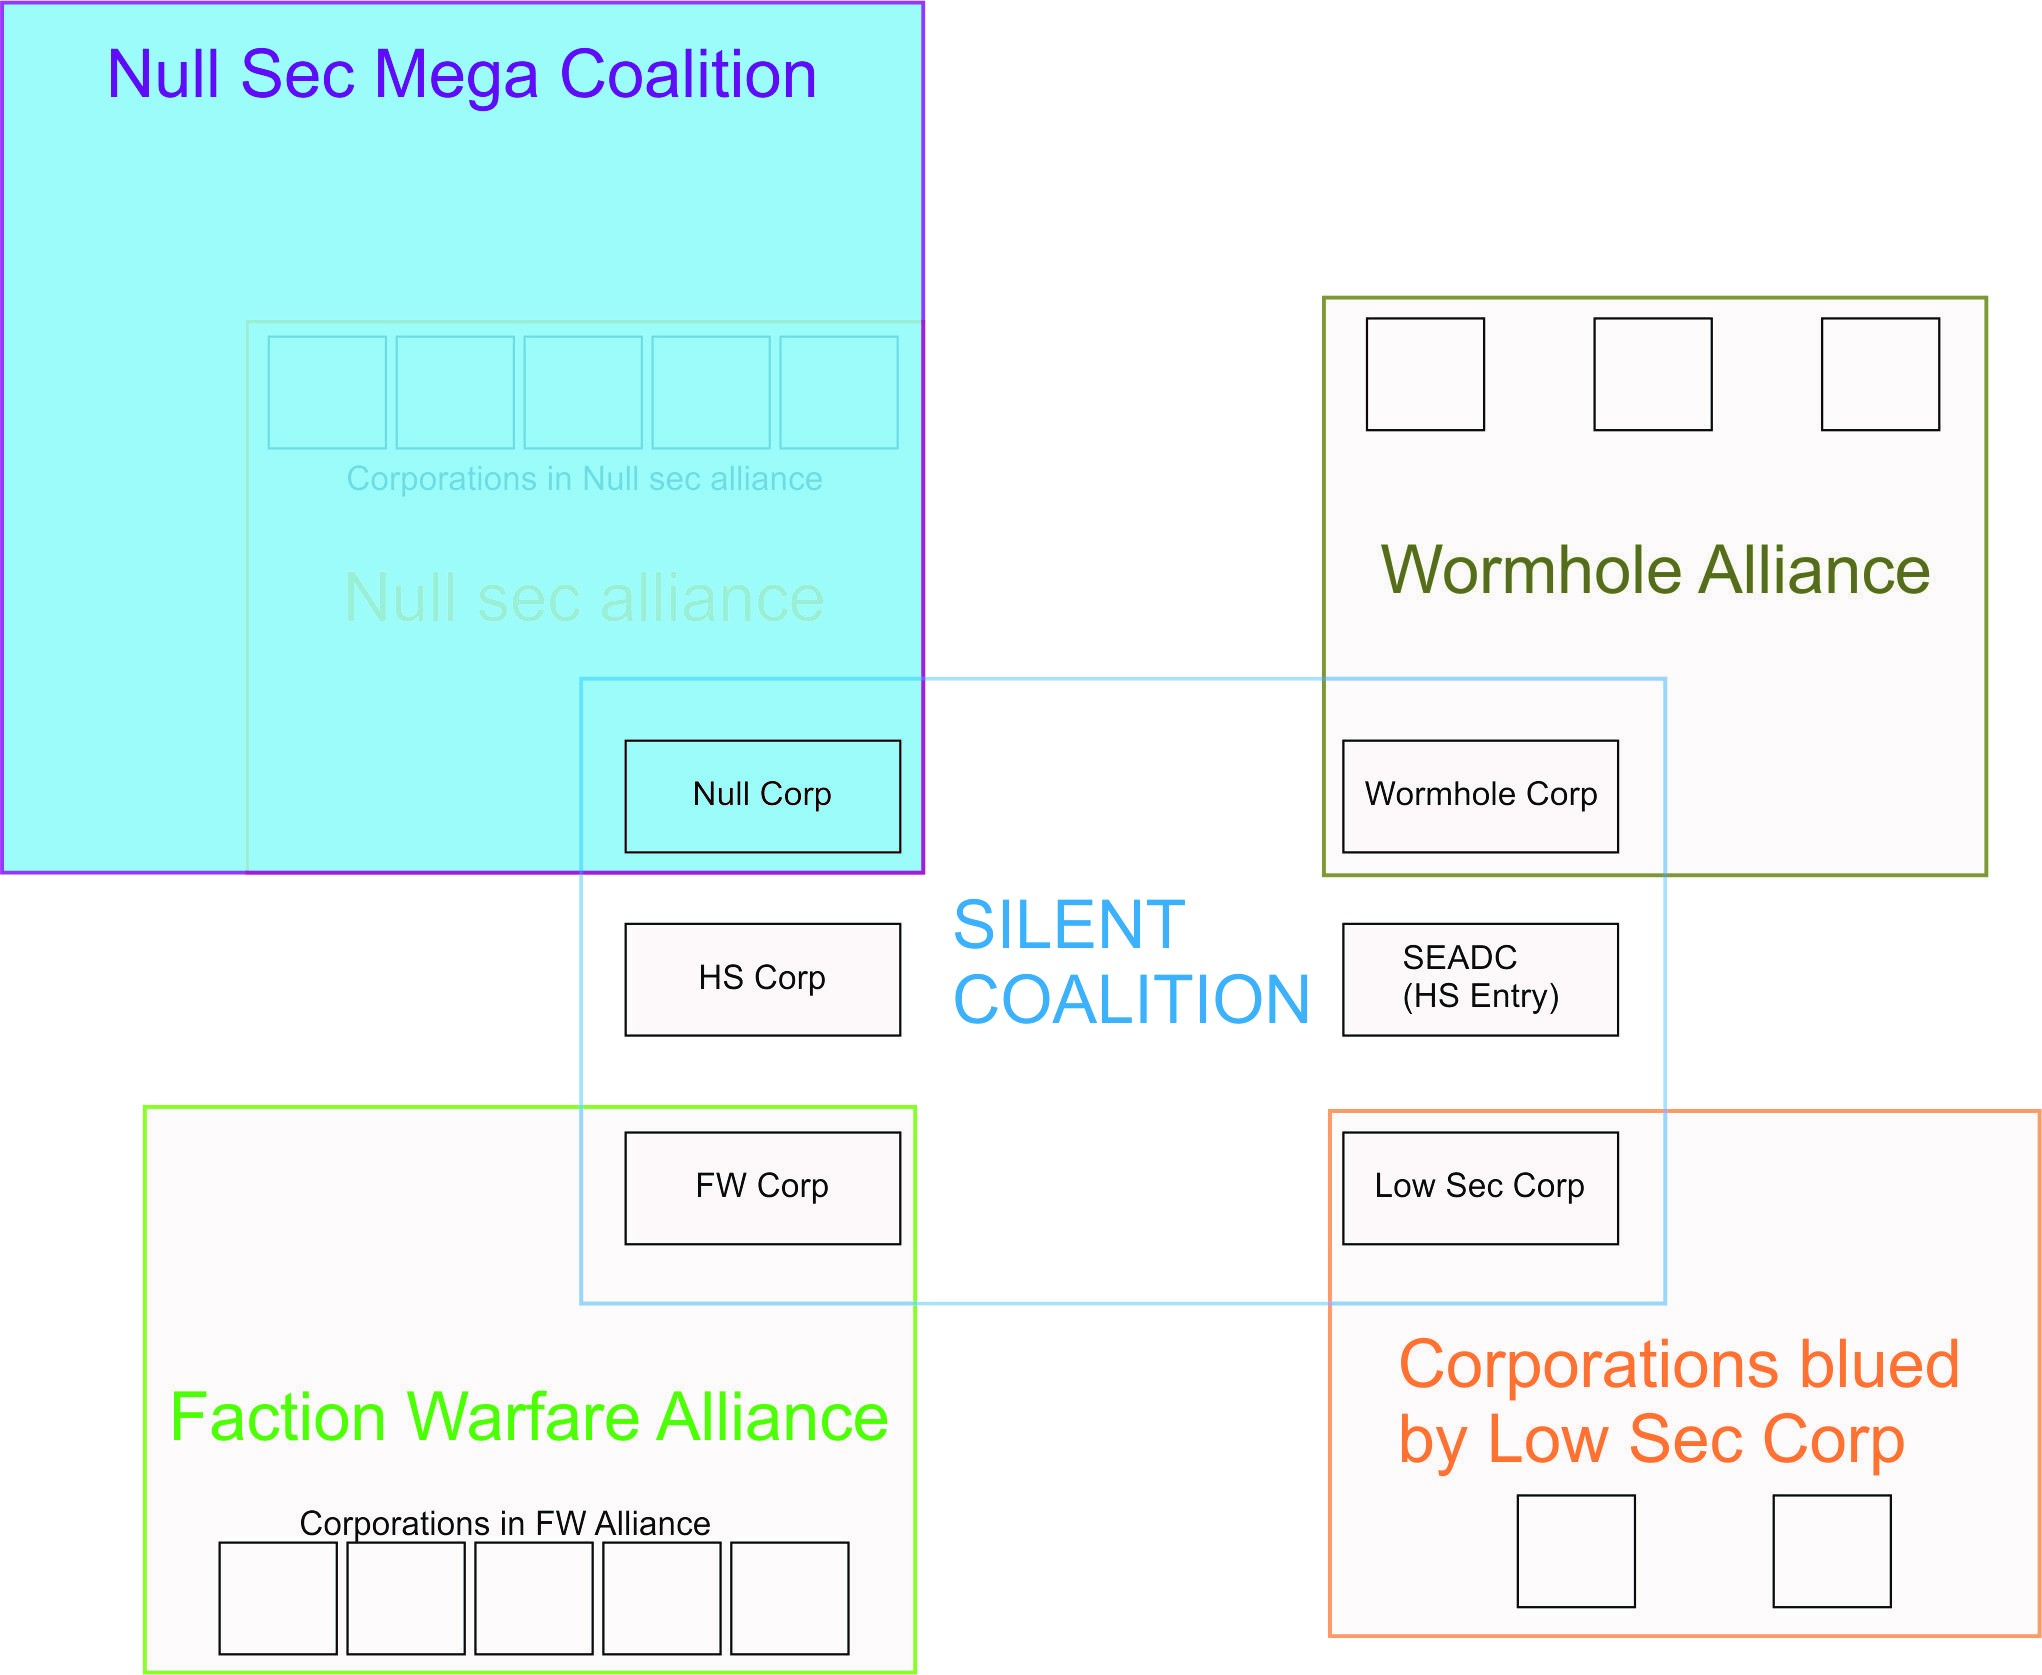 Null Sec Mega Coalition
Corporations in Null sec alliance
Null sec alliance
Wormhole Alliance
Null Corp
Wormhole Corp
SILENT
COALITION
HS Corp
SEADC
(HS Entry)
FW Corp
Low Sec Corp
Faction Warfare Alliance
Corporations in FW Alliance
Corporations blued
by Low Sec Corp